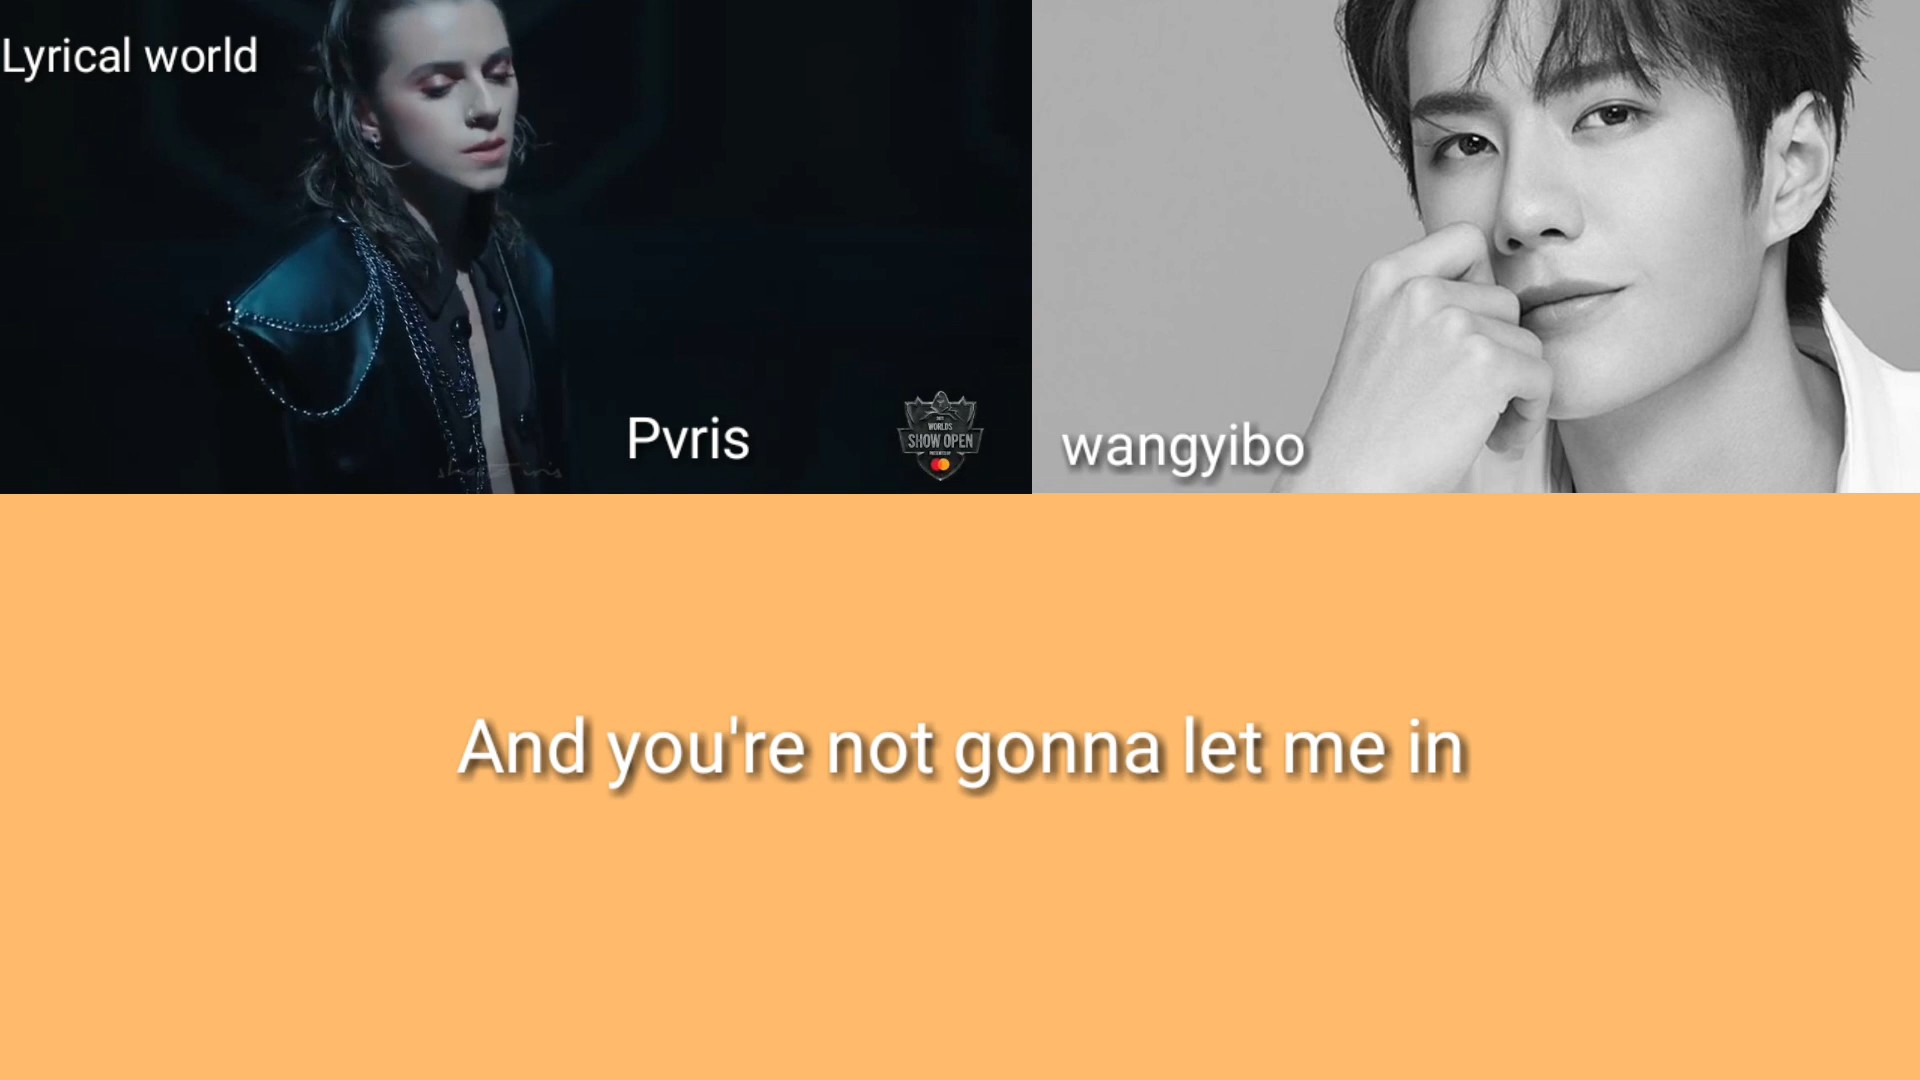 Lyrical world
Pvris
WORLDS
SHOW OPEN
wangyibo
And you're not gonna let me in